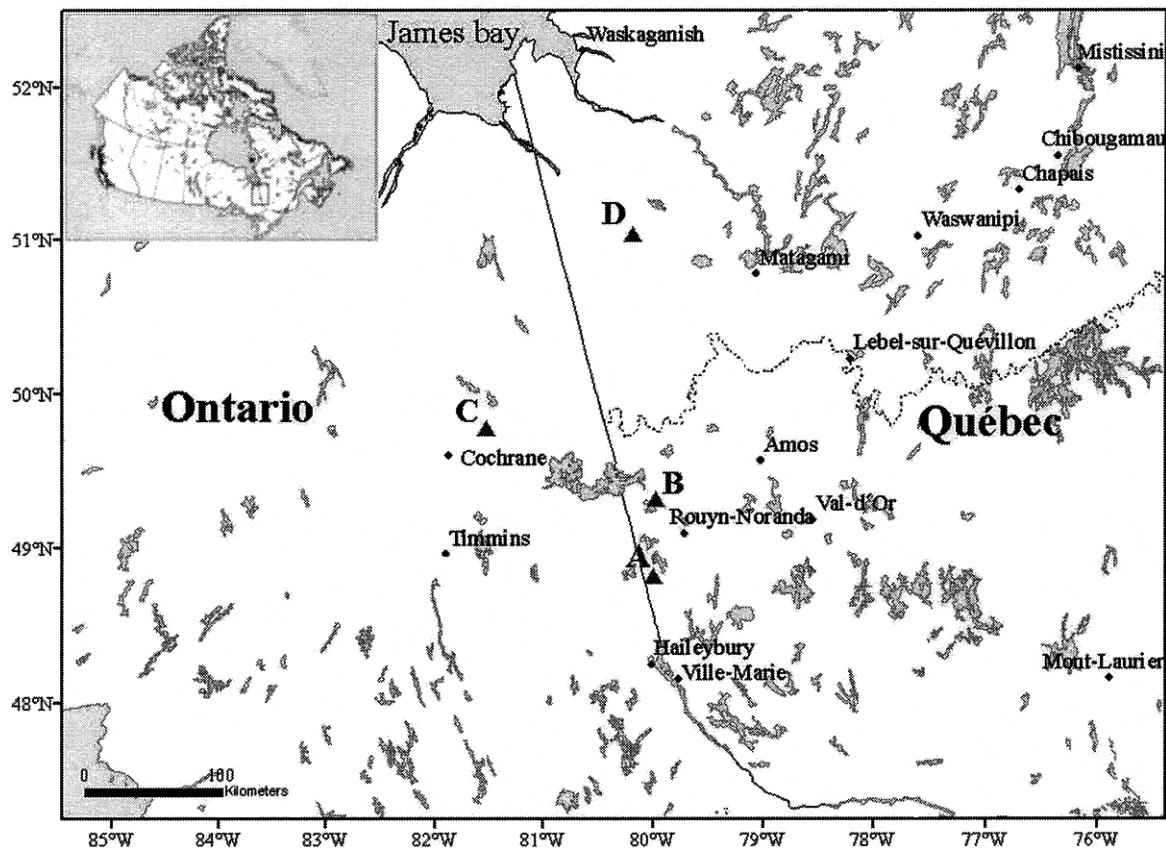 James bay
Waskaganish
Mistissini
52°N
Chibougamau
Chapais
D
Waswanipi
51°N
Matagami
Lebel-sur-Quévillon
50°N
Ontario
C
Québec
Cochrane
Amos
B
Rouyn-Noranda
Val-d'Or
49°N
Timmins
A
Haileybury
Ville-Marie
Mont-Laurier
48°N
0
100
Kilometers
85°W 84°W 83°W 82°W 81°W 80°W 79°W 78°W 77°W 76°W